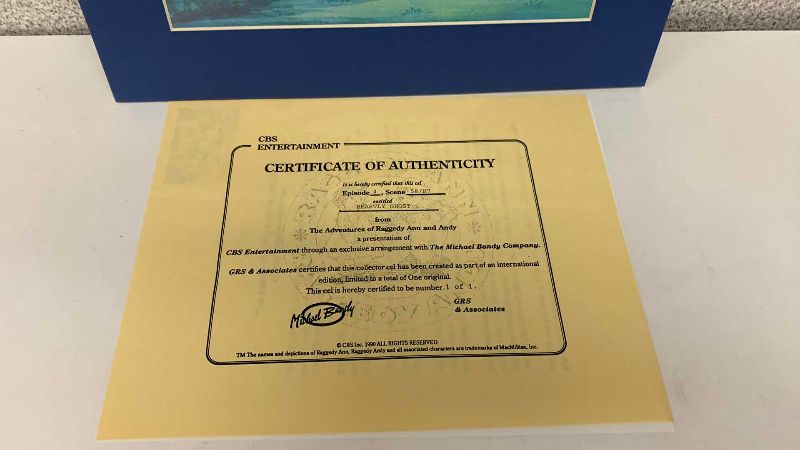 CBS
ENTERTAINMENT
CERTIFICATE OF AUTHENTICITY
It is hereby certified that this cel
Episode 4, Scene 58/B7
entitled
BEASTLY GHOST
from
The Adventures of Raggedy Ann and Andy
a presentation of
CBS Entertainment through an exclusive arrangement with The Michael Bandy Company.
GRS & Associates certifies that this collector cel has been created as part of an international
edition, limited to a total of One original.
This cel is hereby certified to be number 1 of 1.
Michael Bandy
GRS
& Associates
© CBS Inc. 1990 ALL RIGHTS RESERVED
TM The names and depictions of Raggedy Ann, Raggedy Andy and all associated characters are trademarks of MacMillan, Inc.